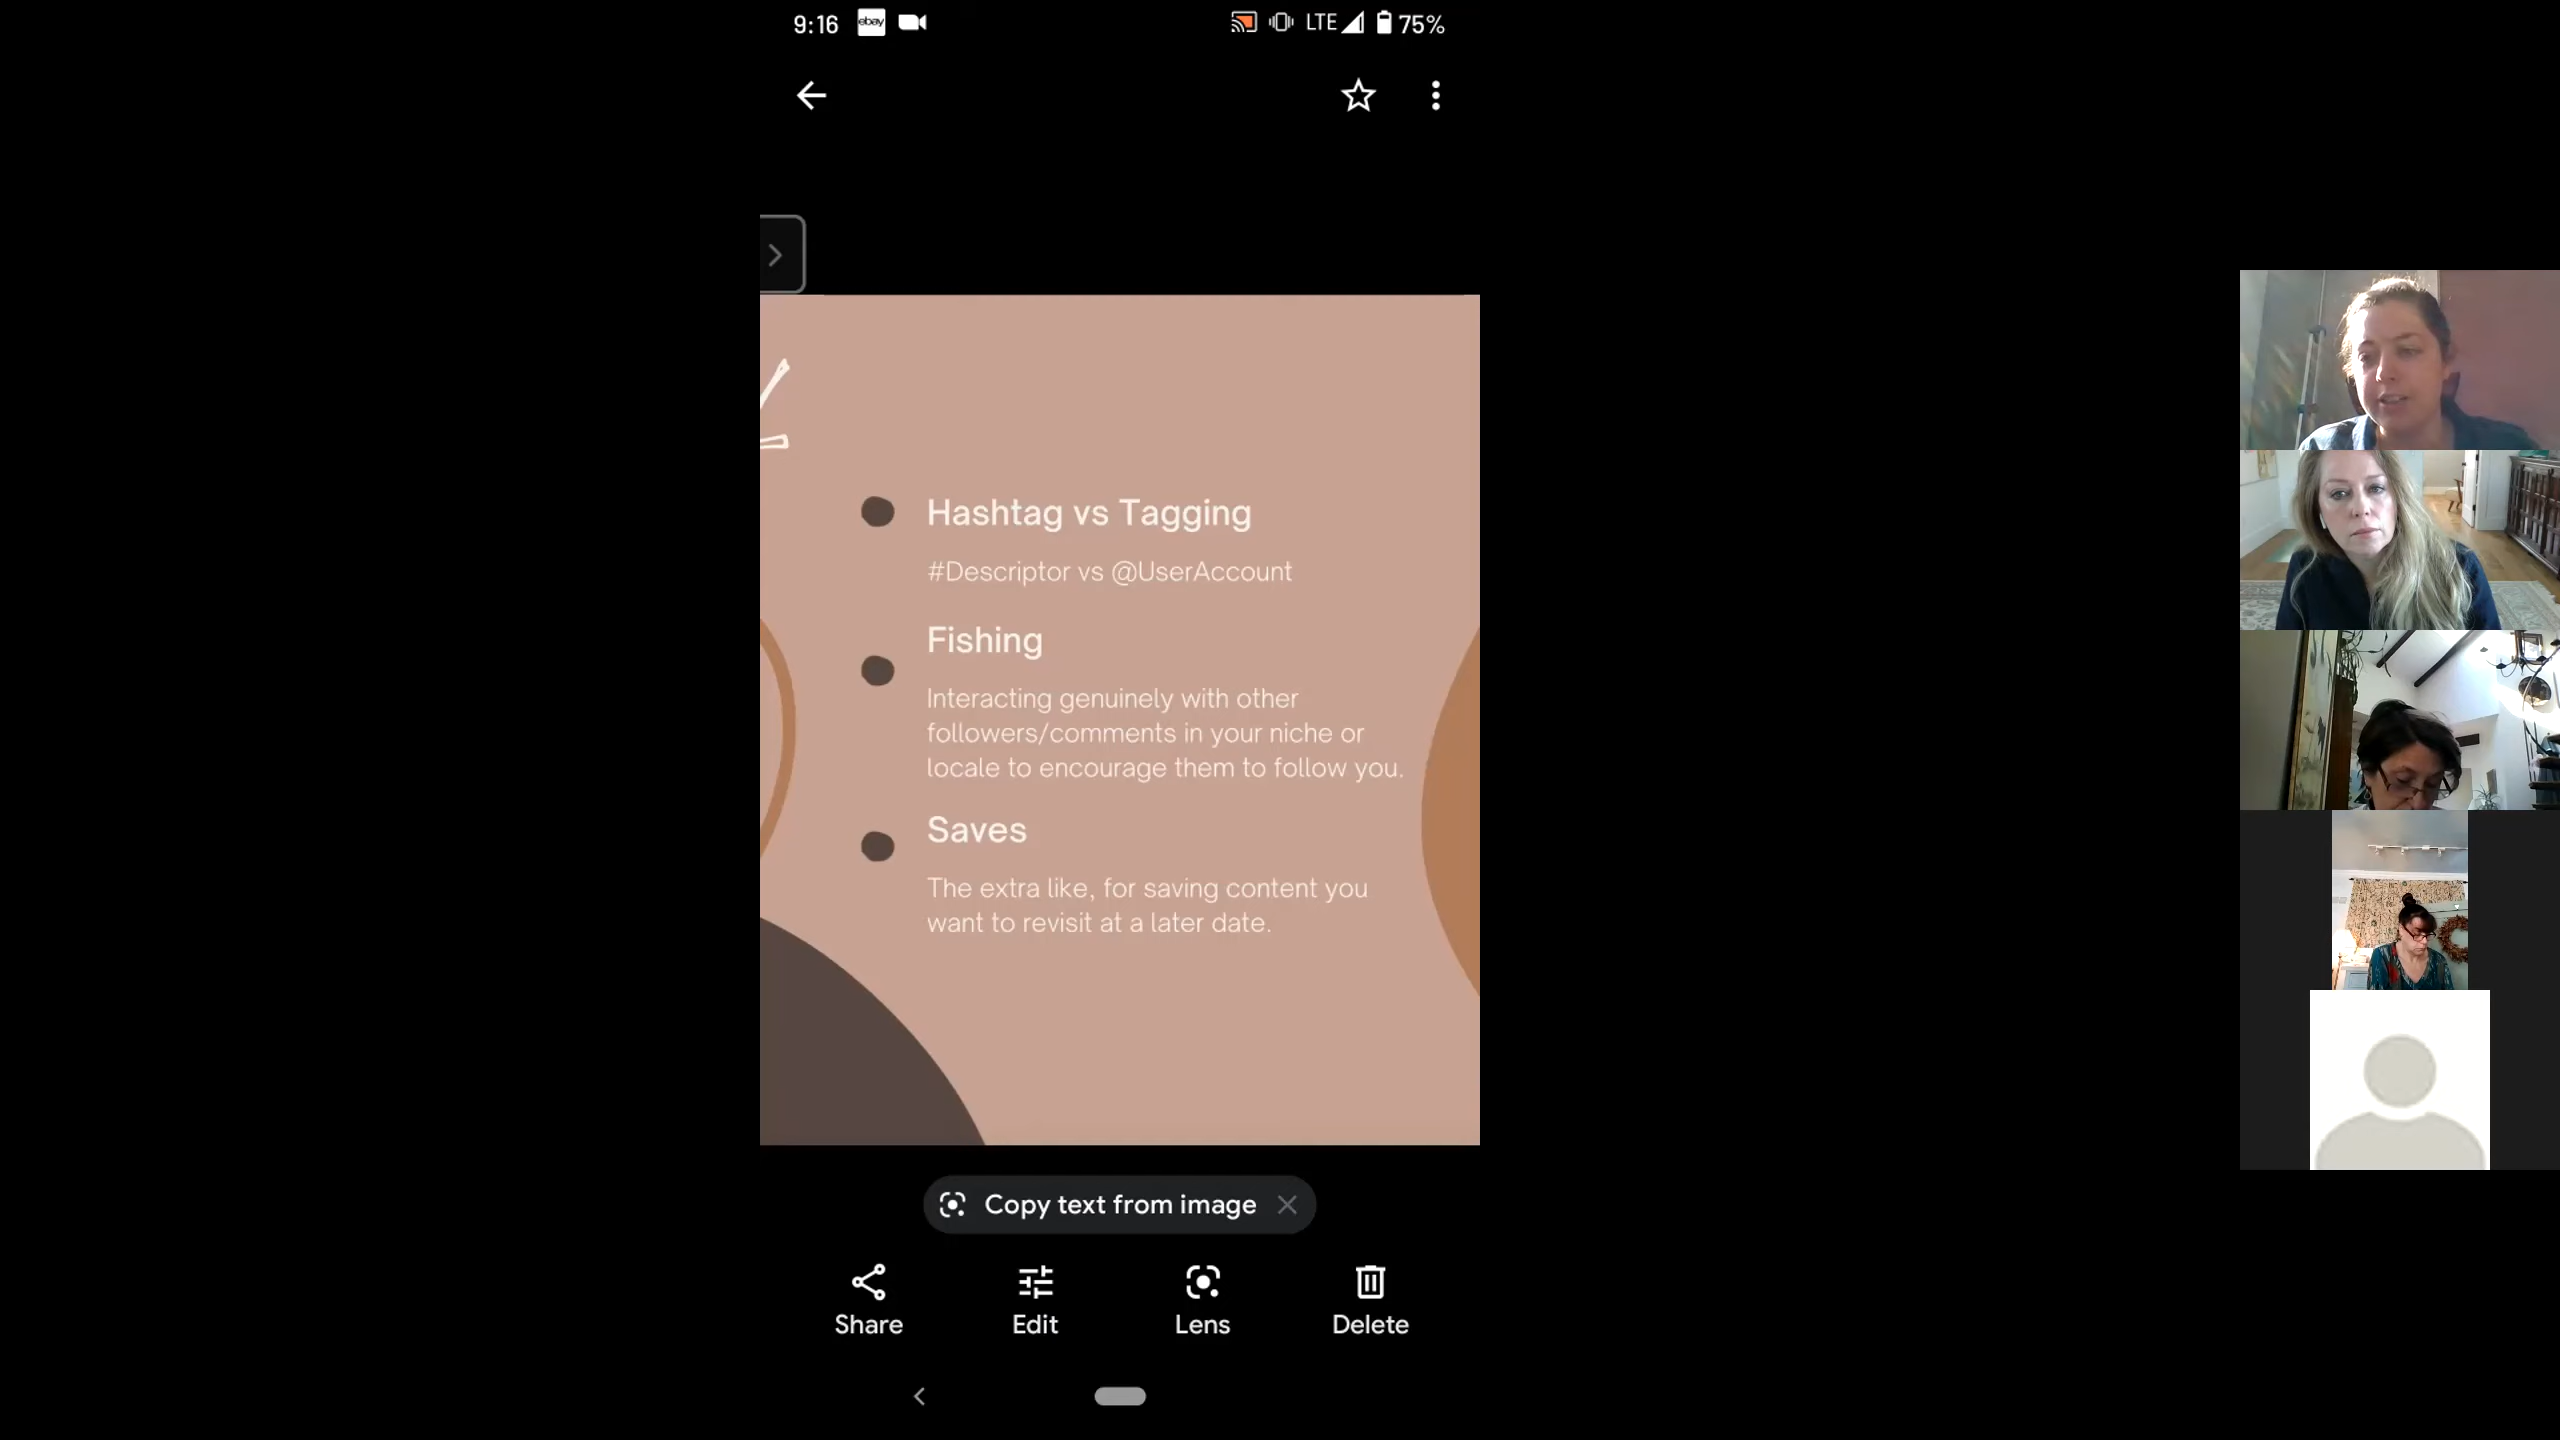 9:16 ebay LTE 75%
Hashtag vs Tagging
#Descriptor vs @UserAccount
Fishing
Interacting genuinely with other
followers/comments in your niche or
locale to encourage them to follow you.
Saves
The extra like, for saving content you
want to revisit at a later date.
Copy text from image
Share Edit Lens Delete